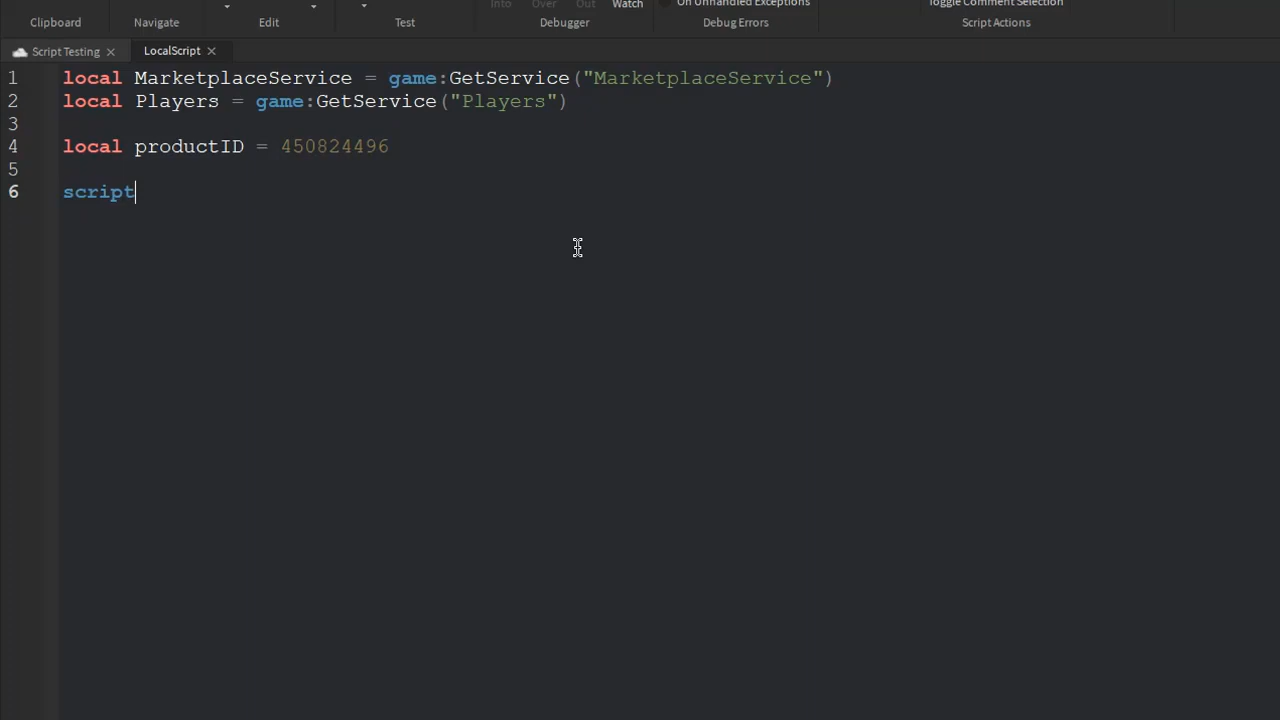 Into Over Out Watch On Unhandled Exceptions Toggle Comment Selection
Clipboard Navigate Edit Test Debugger Debug Errors Script Actions
Script Testing LocalScript
1 local MarketplaceService = game:GetService("MarketplaceService")
2 local Players = game:GetService("Players")
3
4 local productID = 450824496
5
6 script